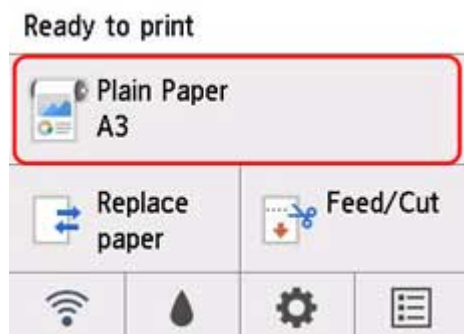 Ready to print
Plain Paper
A3
Replace
paper
Feed/Cut